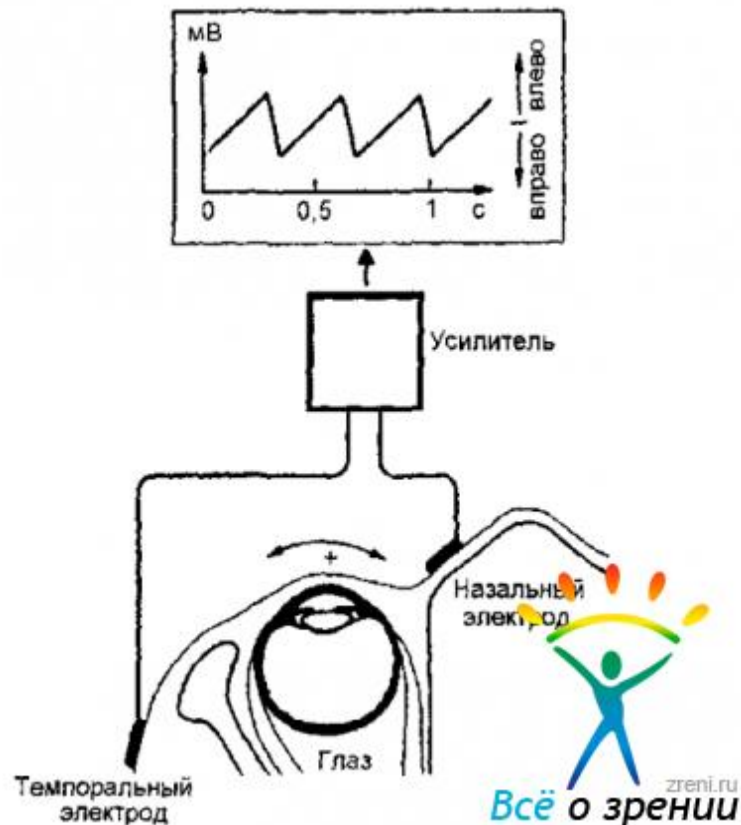 мВ
влево
вправо
0 0,5 1 с
Усилитель
+
Назальный
электрод
Глаз
Темпоральный
электрод
zreni.ru
Всё о зрении